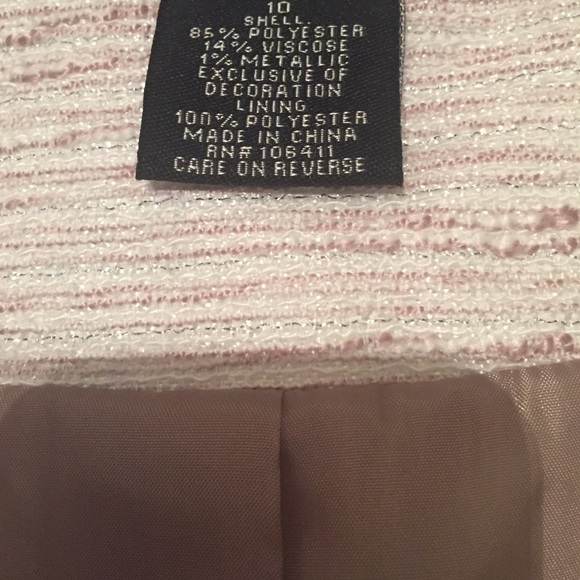 10
SHELL:
85% POLYESTER
14% VISCOSE
1% METALLIC
EXCLUSIVE OF
DECORATION
LINING
100% POLYESTER
MADE IN CHINA
RN# 106411
CARE ON REVERSE